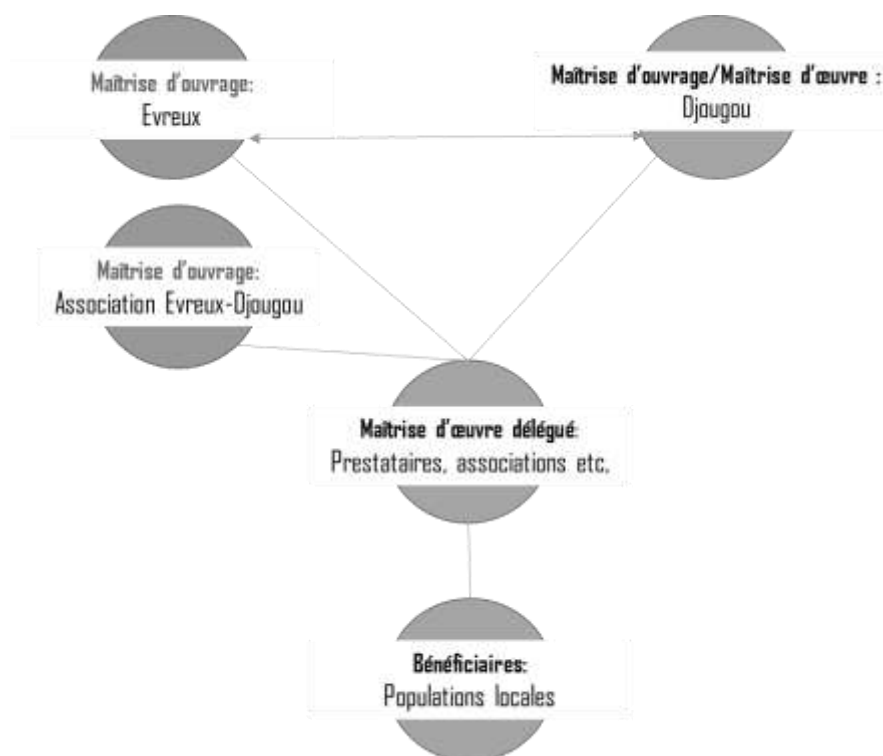 Maîtrise d'ouvrage:
Evreux
Maîtrise d'ouvrage/Maîtrise d'œuvre :
Djougou
Maîtrise d'ouvrage:
Association Evreux-Djougou
Maîtrise d'œuvre délégué:
Prestataires, associations etc.
Bénéficiaires:
Populations locales